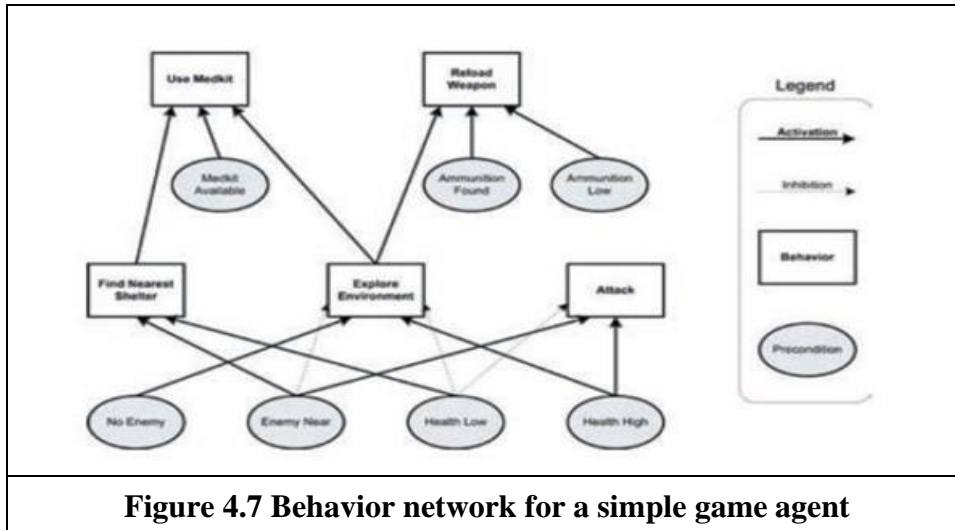 Use Medkit
Reload
Weapon
Legend
Activation
Inhibition
Medkit
Available
Ammunition
Found
Ammunition
Low
Behavior
Find Nearest
Shelter
Explore
Environment
Attack
Precondition
No Enemy
Enemy Near
Health Low
Health High
Figure 4.7 Behavior network for a simple game agent